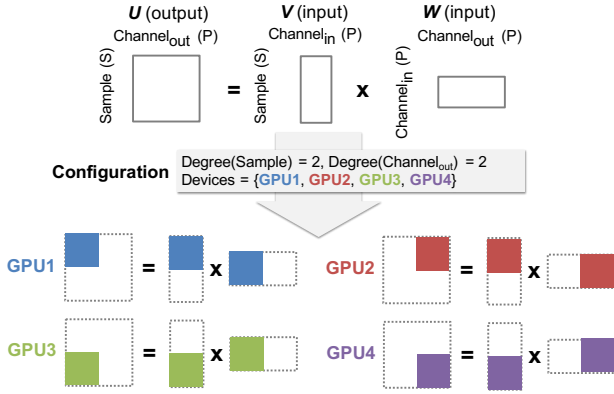 U (output) V (input) W (input)
Channelout (P) Channelin (P) Channelout (P)
Sample (S) = Sample (S) x Channelin (P)
Configuration
Degree(Sample) = 2, Degree(Channelout) = 2
Devices = {GPU1, GPU2, GPU3, GPU4}
GPU1 = x
GPU2 = x
GPU3 = x
GPU4 = x